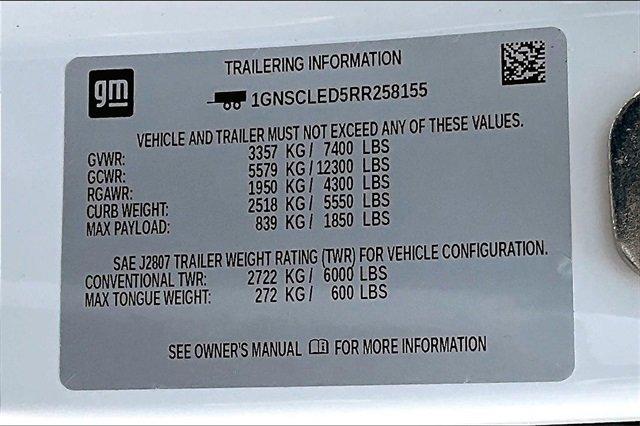 gm
TRAILERING INFORMATION
1GNSCLED5RR258155
VEHICLE AND TRAILER MUST NOT EXCEED ANY OF THESE VALUES.
GVWR: 3357 KG / 7400 LBS
GCWR: 5579 KG / 12300 LBS
RGAWR: 1950 KG / 4300 LBS
CURB WEIGHT: 2518 KG / 5550 LBS
MAX PAYLOAD: 839 KG / 1850 LBS
SAE J2807 TRAILER WEIGHT RATING (TWR) FOR VEHICLE CONFIGURATION.
CONVENTIONAL TWR: 2722 KG / 6000 LBS
MAX TONGUE WEIGHT: 272 KG / 600 LBS
SEE OWNER'S MANUAL FOR MORE INFORMATION